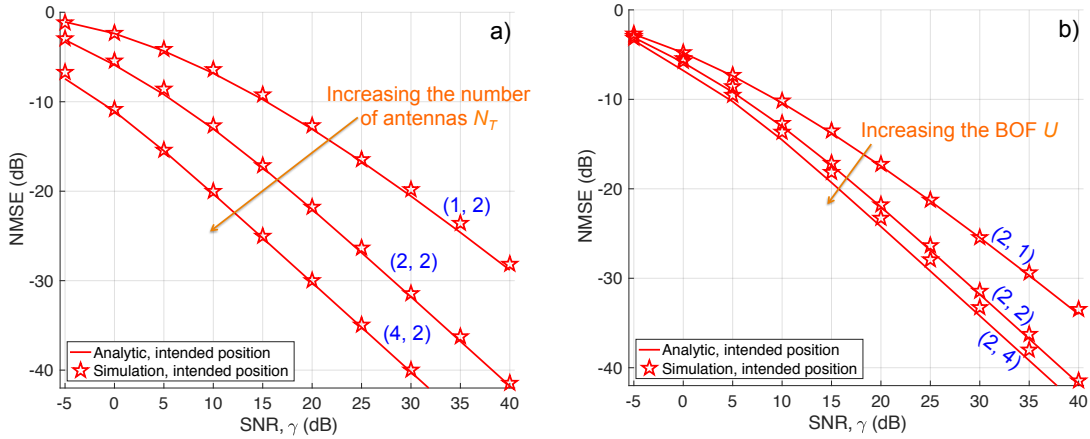 a)
NMSE (dB)
0
-10
-20
-30
-40
Increasing the number
of antennas N_T
(1, 2)
(2, 2)
(4, 2)
Analytic, intended position
Simulation, intended position
-5 0 5 10 15 20 25 30 35 40
SNR, γ (dB)
b)
NMSE (dB)
0
-10
-20
-30
-40
Increasing the BOF U
(2, 1)
(2, 2)
(2, 4)
Analytic, intended position
Simulation, intended position
-5 0 5 10 15 20 25 30 35 40
SNR, γ (dB)